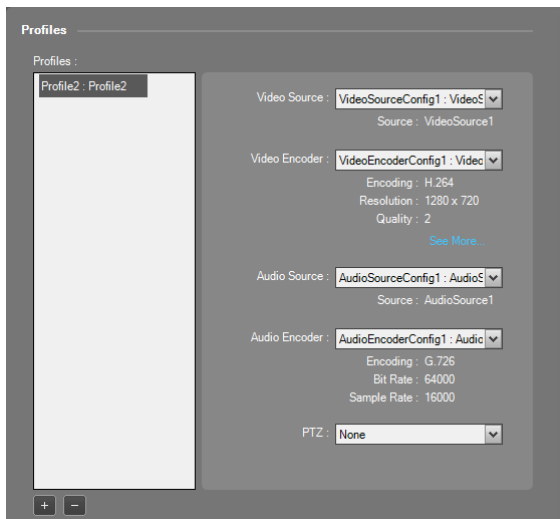 Profiles
Profiles :
Profile2 : Profile2
Video Source : VideoSourceConfig1 : VideoS
Source : VideoSource1
Video Encoder : VideoEncoderConfig1 : Videc
Encoding : H.264
Resolution : 1280 x 720
Quality : 2
See More...
Audio Source : AudioSourceConfig1 : AudioS
Source : AudioSource1
Audio Encoder : AudioEncoderConfig1 : Audic
Encoding : G.726
Bit Rate : 64000
Sample Rate : 16000
PTZ : None
+ −